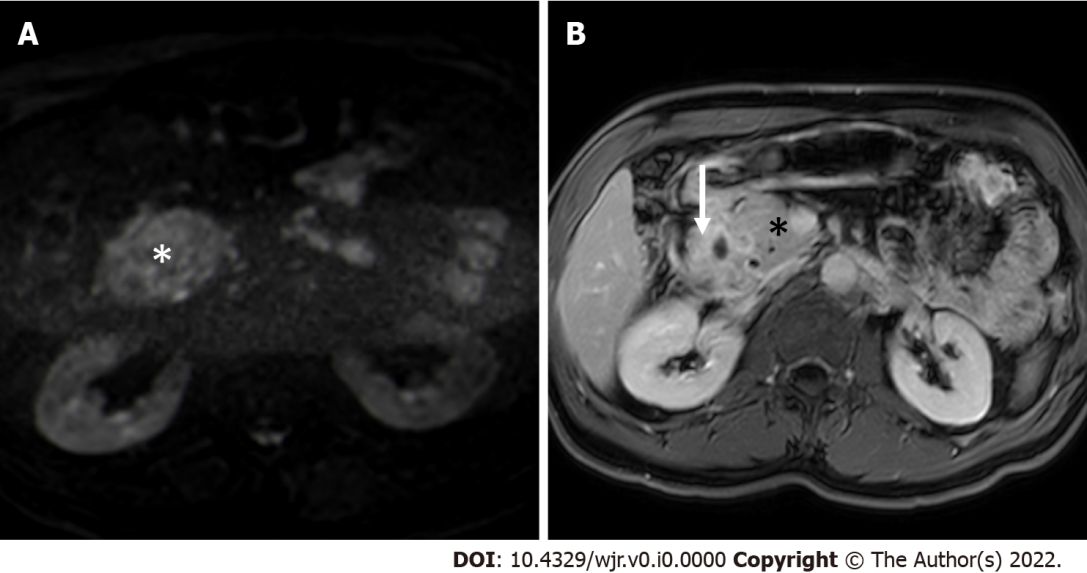 A
B
*
*
DOI: 10.4329/wjr.v0.i0.0000 Copyright © The Author(s) 2022.